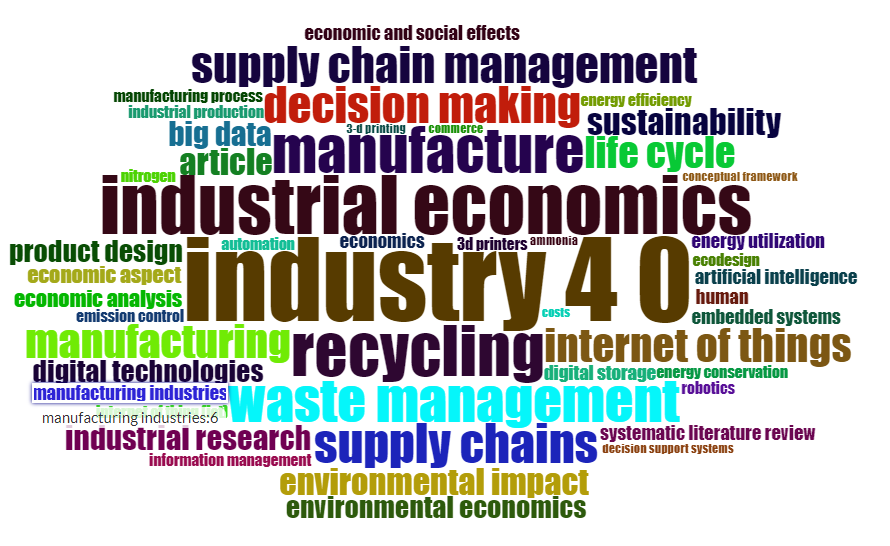 economic and social effects
supply chain management
manufacturing process
decision making
energy efficiency
industrial production
sustainability
big data
3-d printing
commerce
manufacture
life cycle
article
nitrogen
conceptual framework
industrial economics
product design
automation
economics
3d printers
ammonia
energy utilization
industry 4 0
ecodesign
economic aspect
artificial intelligence
economic analysis
human
emission control
costs
embedded systems
manufacturing
recycling
internet of things
digital technologies
digital storage
energy conservation
manufacturing industries
waste management
robotics
manufacturing industries:6
industrial research
supply chains
systematic literature review
information management
decision support systems
environmental impact
environmental economics